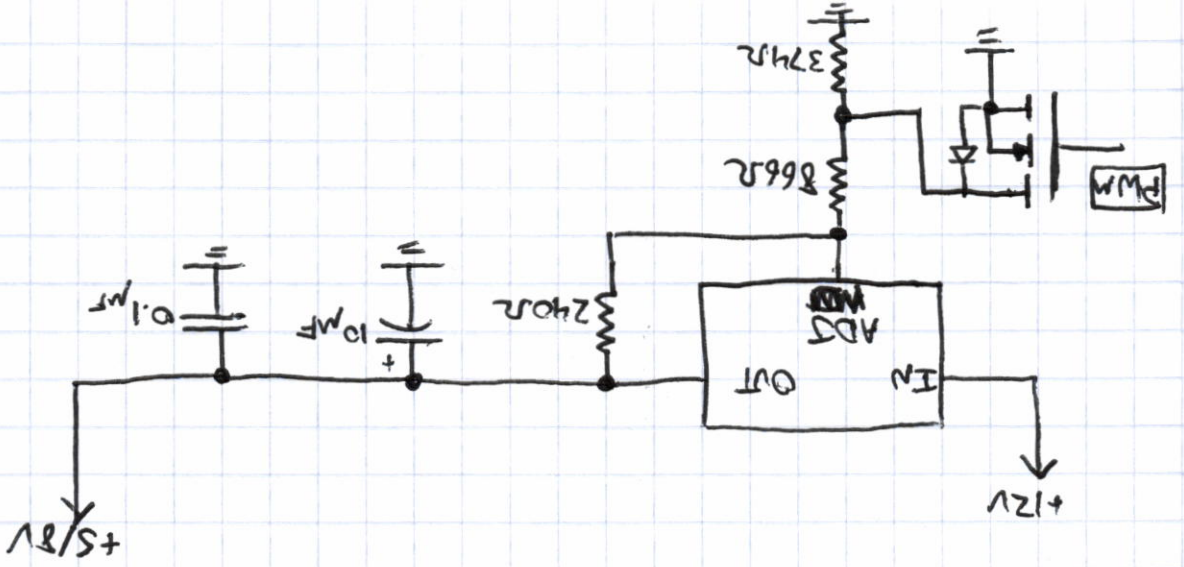 +12V
+5/8V
IN
OUT
+
ADJ
240Ω
10µF
0.1µF
PWM
866Ω
374Ω